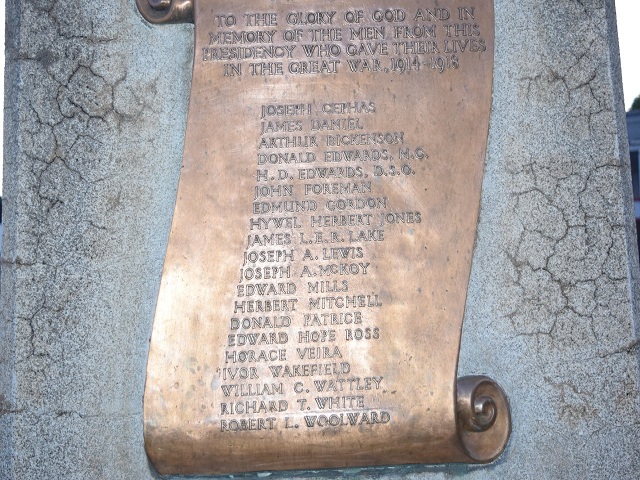 TO THE GLORY OF GOD AND IN
MEMORY OF THE MEN FROM THIS
PRESIDENCY WHO GAVE THEIR LIVES
IN THE GREAT WAR. 1914-1918
JOSEPH CEPHAS
JAMES DANIEL
ARTHUR DICKENSON
DONALD EDWARDS, M.C.
H. D. EDWARDS, D.S.O.
JOHN FOREMAN
EDMUND GORDON
HYWEL HERBERT JONES
JAMES L.E.R. LAKE
JOSEPH A. LEWIS
JOSEPH A. McKOY
EDWARD MILLS
HERBERT MITCHELL
DONALD PATRICE
EDWARD HOPE ROSS
HORACE VEIRA
IVOR WAKEFIELD
WILLIAM C. WATTLEY
RICHARD T. WHITE
ROBERT L. WOOLWARD